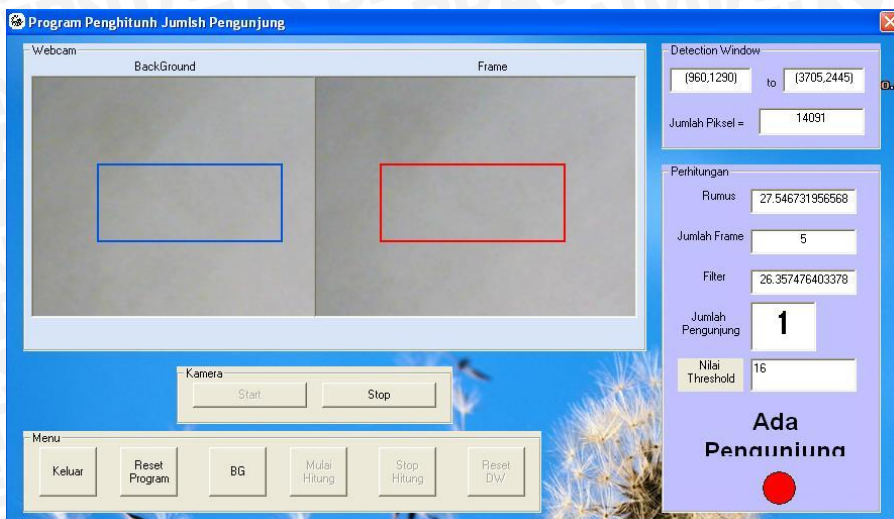 Program Penghitunh Jumlsh Pengunjung
Webcam
BackGround
Frame
Kamera
Start
Stop
Menu
Keluar
Reset
Program
BG
Mulai
Hitung
Stop
Hitung
Reset
DW
Detection Window
(960,1290) to (3705,2445)
Jumlah Piksel = 14091
Perhitungan
Rumus 27.546731956568
Jumlah Frame 5
Filter 26.357476403378
Jumlah
Pengunjung 1
Nilai
Threshold 16
Ada
Pengunjung